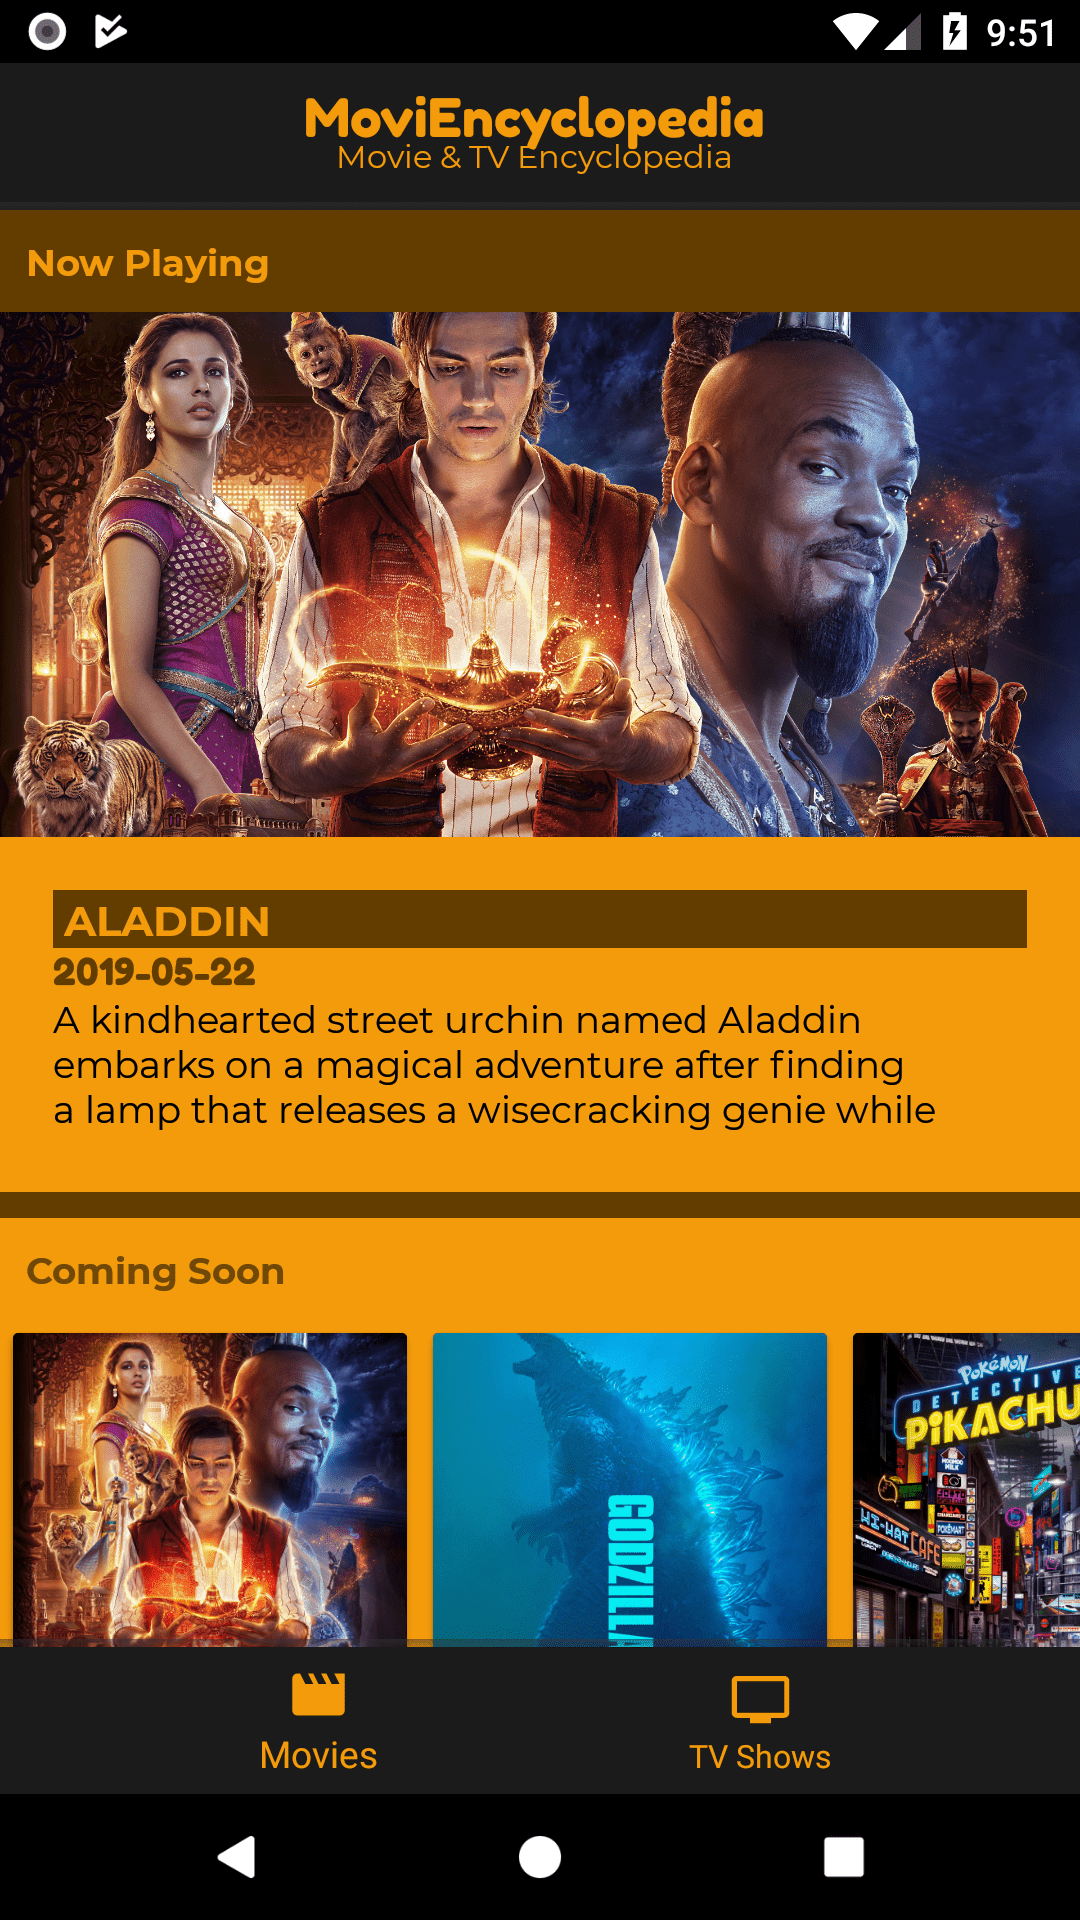 9:51
MoviEncyclopedia
Movie & TV Encyclopedia
Now Playing
ALADDIN
2019-05-22
A kindhearted street urchin named Aladdin
embarks on a magical adventure after finding
a lamp that releases a wisecracking genie while
Coming Soon
GODZILLA
POKÉMON
DETECTIVE
PIKACHU
HI-HAT CAFE
Movies
TV Shows